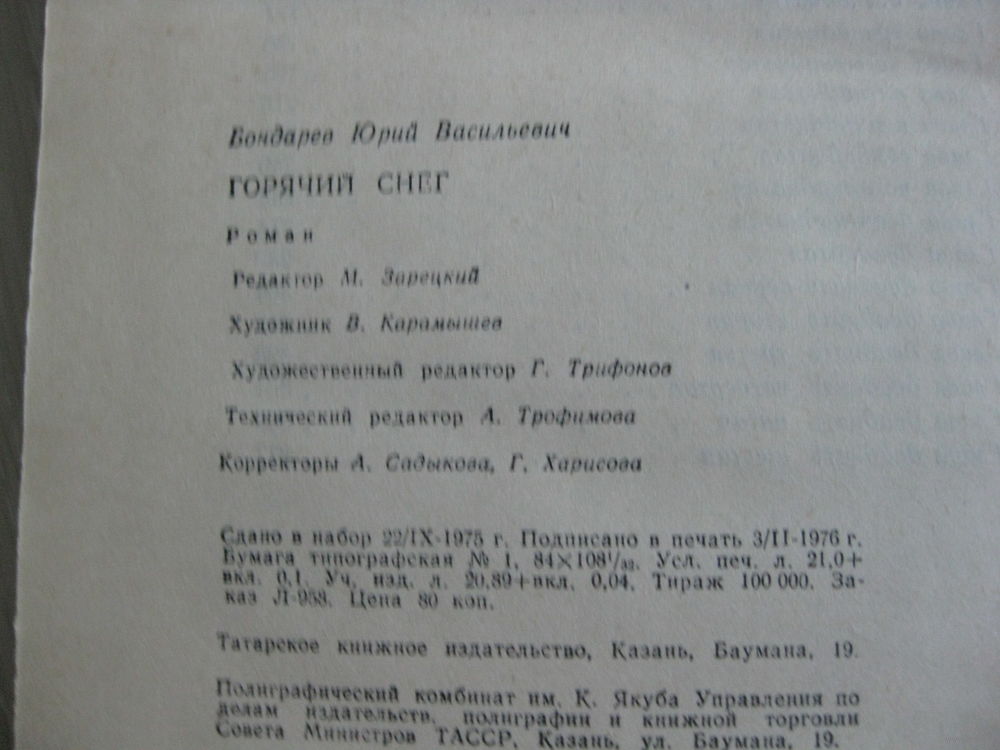 Бондарев Юрий Васильевич
ГОРЯЧИЙ СНЕГ
Роман
Редактор М. Зарецкий
Художник В. Карамышев
Художественный редактор Г. Трифонов
Технический редактор А. Трофимова
Корректоры А. Садыкова, Г. Харисова
Сдано в набор 22/IX-1975 г. Подписано в печать 3/II-1976 г.
Бумага типографская № 1, 84×108¹/₃₂. Усл. печ. л. 21,0+
вкл. 0,1. Уч. изд. л. 20,89+вкл. 0,04. Тираж 100 000. За-
каз Л-958. Цена 80 коп.
Татарское книжное издательство, Казань, Баумана, 19.
Полиграфический комбинат им. К. Якуба Управления по
делам издательств, полиграфии и книжной торговли
Совета Министров ТАССР, Казань, ул. Баумана, 19.